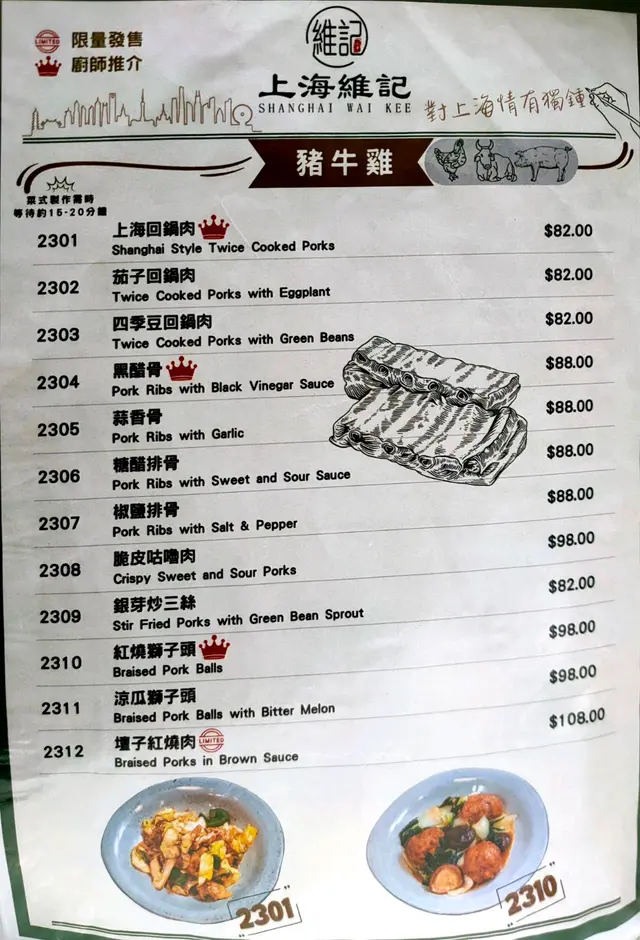 LIMITED 限量發售
廚師推介
維記
上海維記
SHANGHAI WAI KEE
對上海情有獨鍾
豬牛雞
菜式製作需時
等待約15-20分鐘
2301 上海回鍋肉 $82.00
Shanghai Style Twice Cooked Porks
2302 茄子回鍋肉 $82.00
Twice Cooked Porks with Eggplant
2303 四季豆回鍋肉 $82.00
Twice Cooked Porks with Green Beans
2304 黑醋骨 $88.00
Pork Ribs with Black Vinegar Sauce
2305 蒜香骨 $88.00
Pork Ribs with Garlic
2306 糖醋排骨 $88.00
Pork Ribs with Sweet and Sour Sauce
2307 椒鹽排骨 $88.00
Pork Ribs with Salt & Pepper
2308 脆皮咕嚕肉 $98.00
Crispy Sweet and Sour Porks
2309 銀芽炒三絲 $82.00
Stir Fried Porks with Green Bean Sprout
2310 紅燒獅子頭 $98.00
Braised Pork Balls
2311 涼瓜獅子頭 $98.00
Braised Pork Balls with Bitter Melon
2312 壇子紅燒肉 LIMITED $108.00
Braised Porks in Brown Sauce
2301
2310